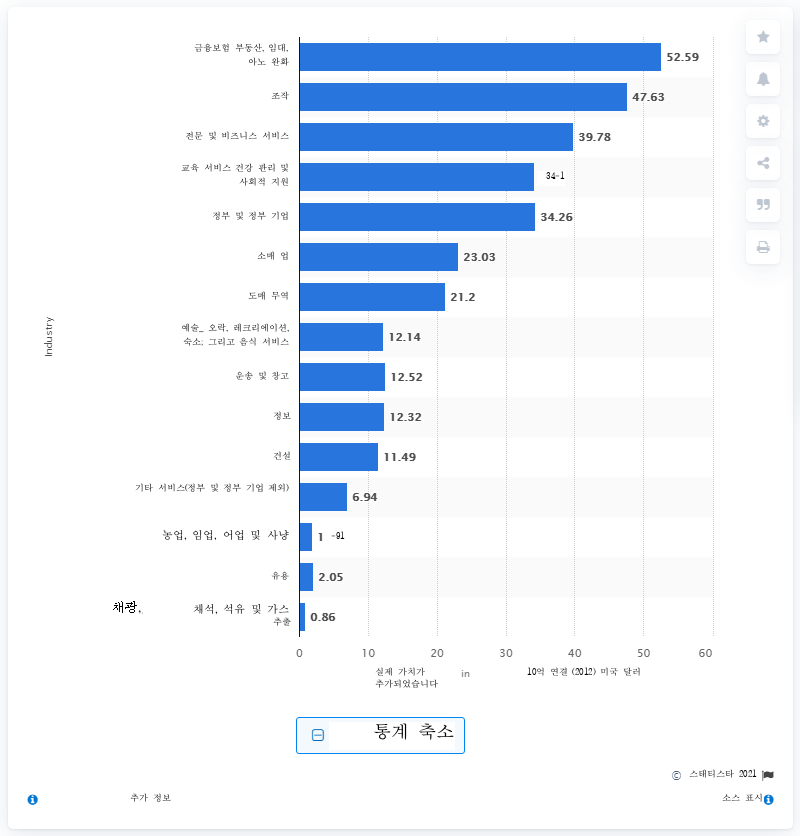 금융보험 부동산, 임대,
아노 완화
52.59
조작
47.63
전문 및 비즈니스 서비스
39.78
교육 서비스 건강 관리 및
사회적 지원
34-1
정부 및 정부 기업
34.26
소매 업
23.03
도매 무역
21.2
예술_ 오락, 레크리에이션,
숙소; 그리고 음식 서비스
12.14
운송 및 창고
12.52
정보
12.32
건설
11.49
기타 서비스(정부 및 정부 기업 제외)
6.94
농업, 임업, 어업 및 사냥
1 -91
유용
2.05
채광, 채석, 석유 및 가스
추출
0.86
Industry
0 10 20 30 40 50 60
실제 가치가 in 10억 연결 (2012) 미국 달러
추가되었습니다
통계 축소
© 스태티스타 2021
추가 정보 소스 표시